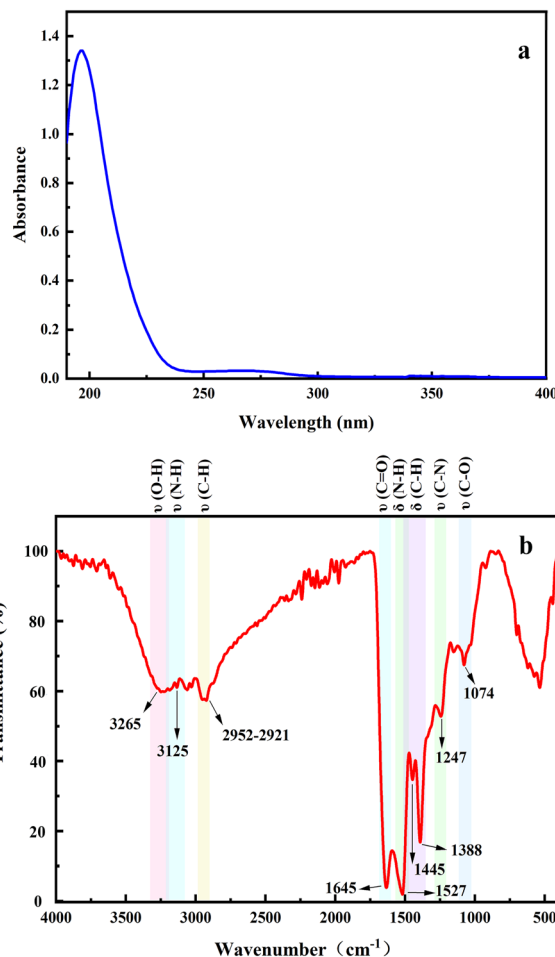 a
1.4
1.2
1.0
0.8
0.6
0.4
0.2
0.0
Absorbance
200 250 300 350 400
Wavelength (nm)
υ (O-H)
υ (N-H)
υ (C-H)
υ (C=O)
δ (N-H)
δ (C-H)
υ (C-N)
υ (C-O)
b
100
80
60
40
20
0
(%)
3265
3125
2952-2921
1645
1527
1445
1388
1247
1074
4000 3500 3000 2500 2000 1500 1000 500
Wavenumber（cm⁻¹）